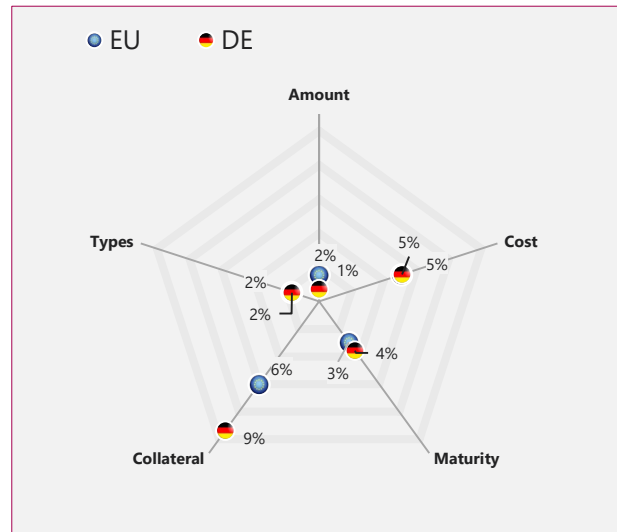 EU DE
Amount
Types
Cost
2%
1%
5%
5%
2%
2%
3%
4%
6%
9%
Collateral
Maturity